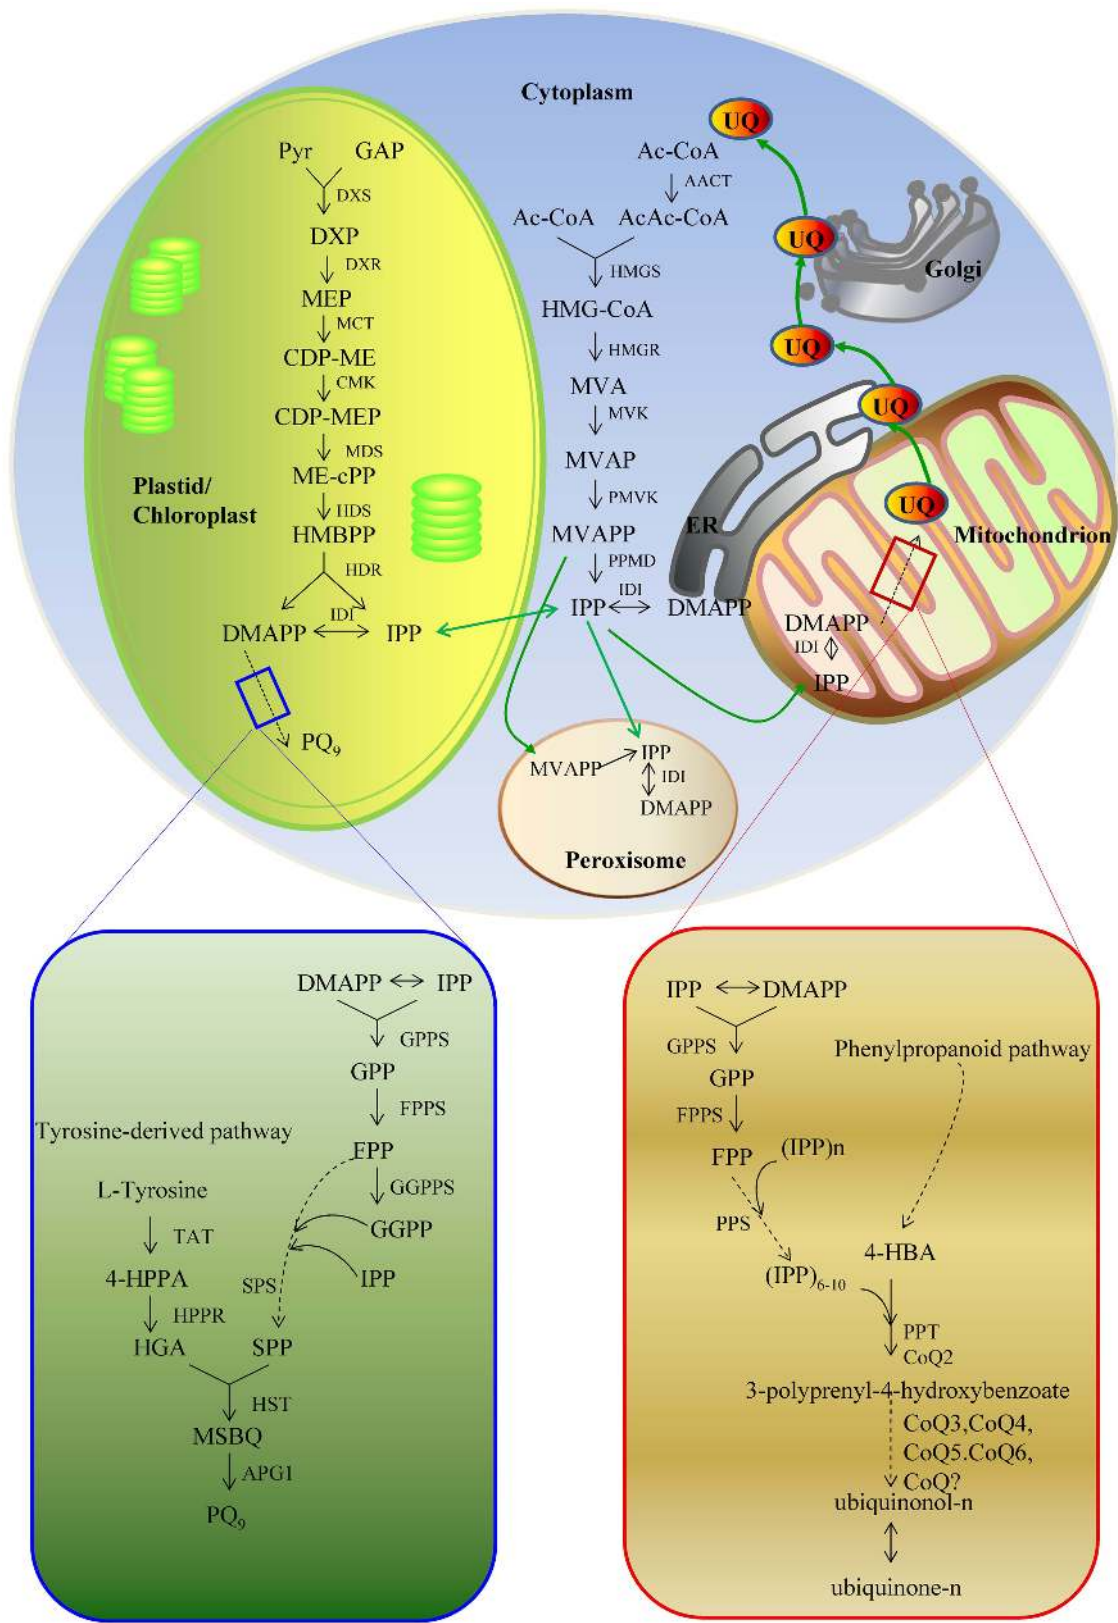 Cytoplasm
UQ
Pyr GAP
DXS
DXP
DXR
MEP
MCT
CDP-ME
CMK
CDP-MEP
MDS
ME-cPP
HDS
HMBPP
HDR
DMAPP IDI IPP
PQ9
Plastid/
Chloroplast
Ac-CoA
AACT
Ac-CoA AcAc-CoA
HMGS
HMG-CoA
HMGR
MVA
MVK
MVAP
PMVK
MVAPP
PPMD
IPP IDI DMAPP
UQ
Golgi
UQ
UQ
UQ
ER
Mitochondrion
DMAPP
IDI
IPP
MVAPP IPP
IDI
DMAPP
Peroxisome
DMAPP IPP
GPPS
GPP
FPPS
Tyrosine-derived pathway
FPP
GGPPS
L-Tyrosine
GGPP
TAT
4-HPPA
SPS IPP
HPPR
HGA SPP
HST
MSBQ
APG1
PQ9
IPP DMAPP
GPPS
Phenylpropanoid pathway
GPP
FPPS
FPP (IPP)n
PPS
4-HBA
(IPP)6-10
PPT
CoQ2
3-polyprenyl-4-hydroxybenzoate
CoQ3,CoQ4,
CoQ5.CoQ6,
CoQ?
ubiquinonol-n
ubiquinone-n